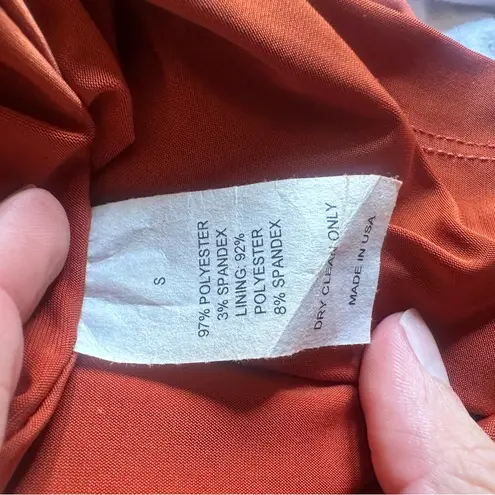 S
97% POLYESTER
3% SPANDEX
LINING: 92%
POLYESTER
8% SPANDEX
DRY CLEAN ONLY
MADE IN USA